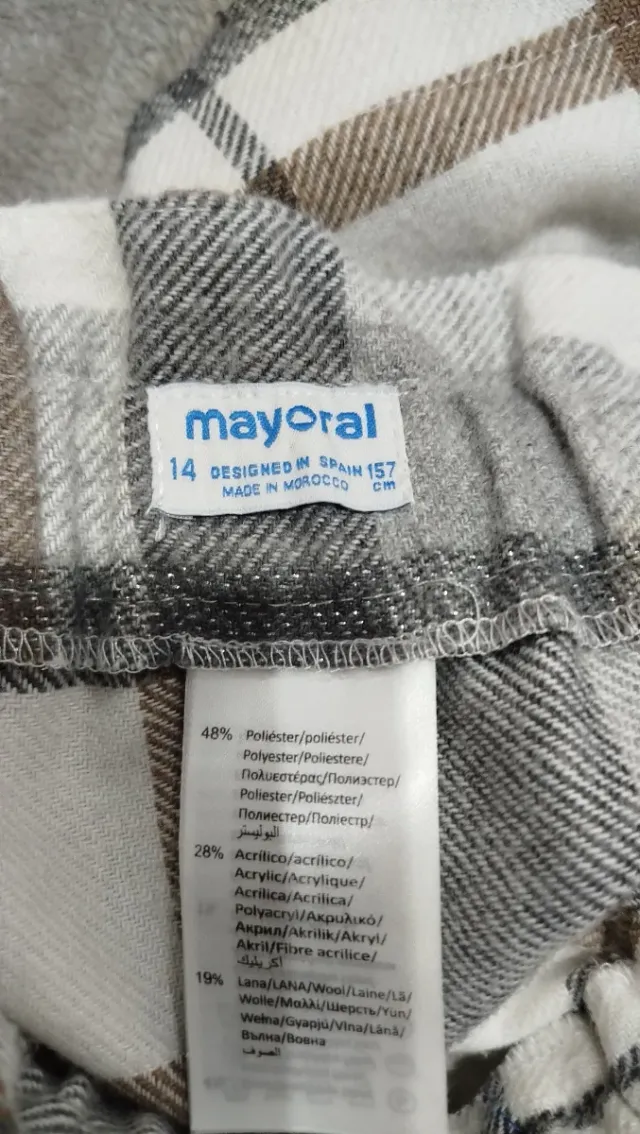 mayoral
14 DESIGNED IN SPAIN 157
MADE IN MOROCCO cm
48% Poliéster/poliéster/
Polyester/Poliestere/
Πολυεστέρας/Полиэстер/
Poliester/Poliészter/
Полиестер/Поліестр/
البوليستر
28% Acrílico/acrílico/
Acrylic/Acrylique/
Acrílica/Acrilica/
Polyacryl/Ακρυλικό/
Акрил/Akrilik/Akryl/
Akril/Fibre acrilice/
أكريليك
19% Lana/LANA/Wool/Laine/Lã/
Wolle/Μαλλί/Шерсть/Yün/
Wełna/Gyapjú/Vlna/Lână/
Вълна/Вовна
الصوف